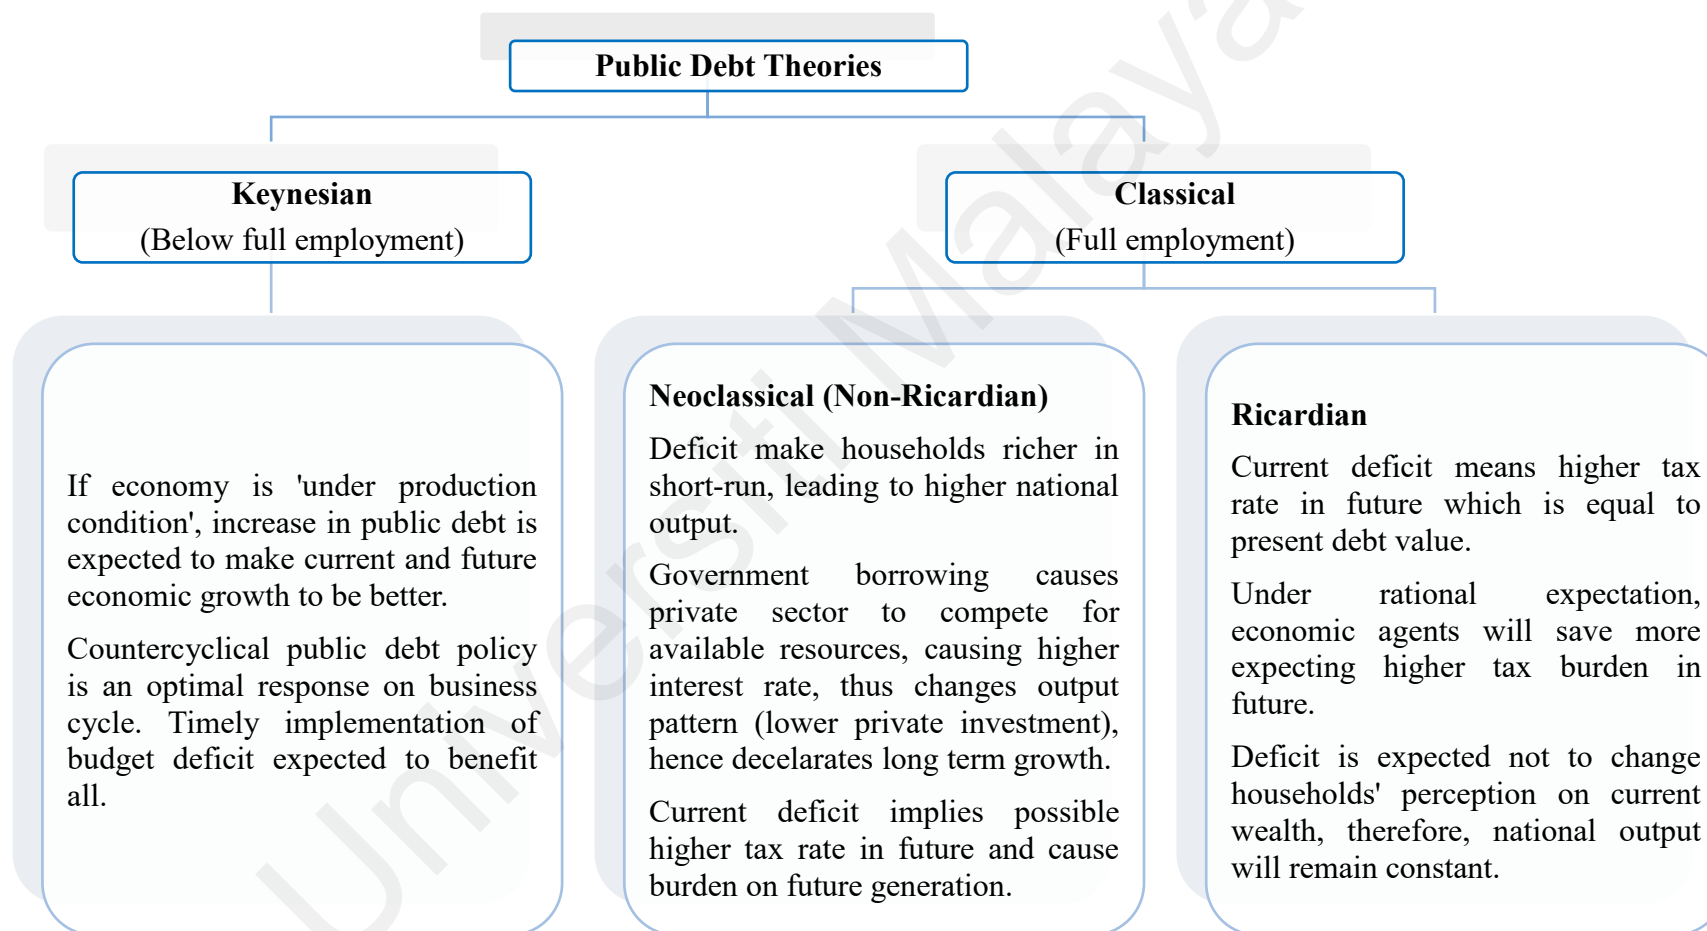 Public Debt Theories
Keynesian
(Below full employment)
Classical
(Full employment)
If economy is 'under production
condition', increase in public debt is
expected to make current and future
economic growth to be better.
Countercyclical public debt policy
is an optimal response on business
cycle. Timely implementation of
budget deficit expected to benefit
all.
Neoclassical (Non-Ricardian)
Deficit make households richer in
short-run, leading to higher national
output.
Government borrowing causes
private sector to compete for
available resources, causing higher
interest rate, thus changes output
pattern (lower private investment),
hence decelarates long term growth.
Current deficit implies possible
higher tax rate in future and cause
burden on future generation.
Ricardian
Current deficit means higher tax
rate in future which is equal to
present debt value.
Under rational expectation,
economic agents will save more
expecting higher tax burden in
future.
Deficit is expected not to change
households' perception on current
wealth, therefore, national output
will remain constant.
Universiti Malaya